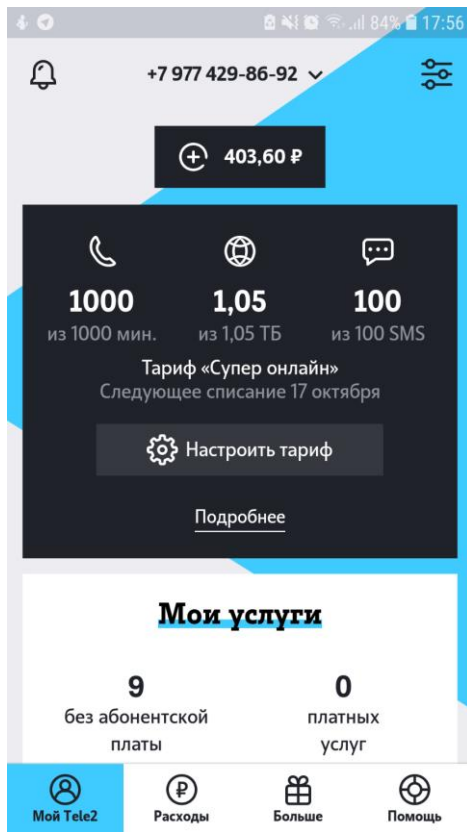 84% 17:56
+7 977 429-86-92
403,60 ₽
1000 1,05 100
из 1000 мин. из 1,05 ТБ из 100 SMS
Тариф «Супер онлайн»
Следующее списание 17 октября
Настроить тариф
Подробнее
Мои услуги
9 0
без абонентской платных
платы услуг
Мой Tele2 Расходы Больше Помощь